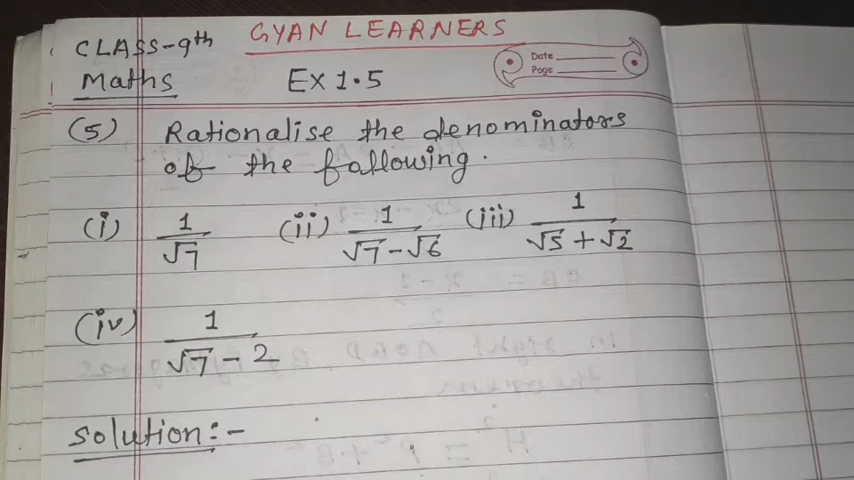 CLASS-9th GYAN LEARNERS
Maths EX 1.5
Date
Page
(5) Rationalise the denominators
of the fallowing.
(i) 1/√7 (ii) 1/√7-√6 (iii) 1/√5+√2
(iv) 1/√7-2
Solution:-